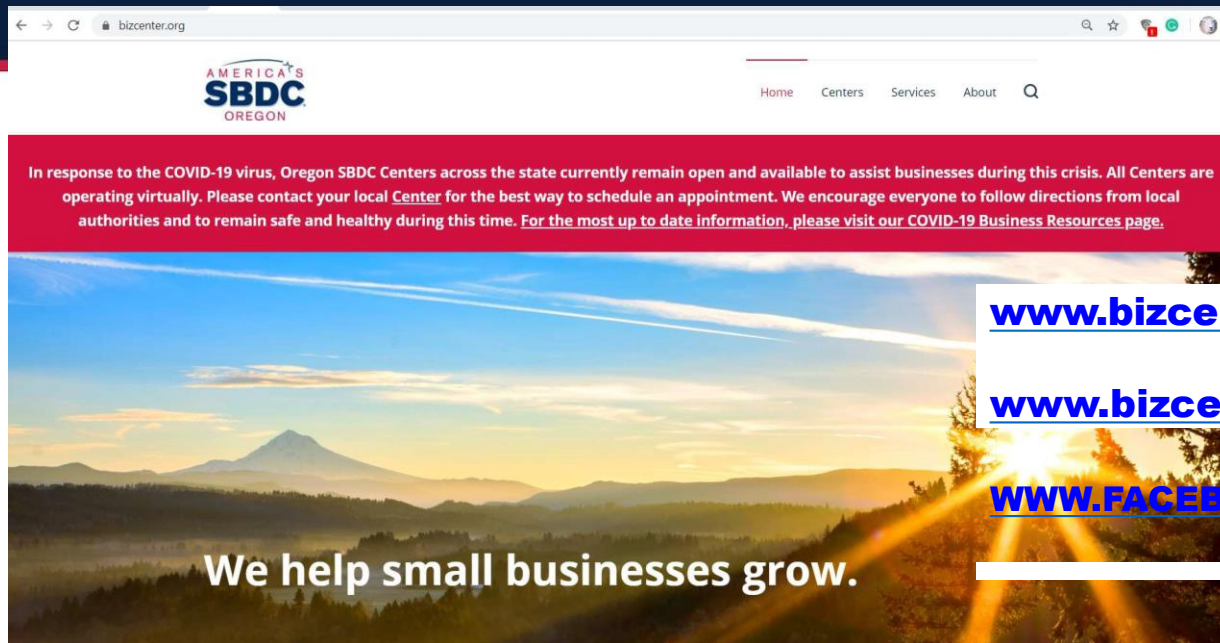 bizcenter.org
AMERICA'S
SBDC
OREGON
Home Centers Services About
In response to the COVID-19 virus, Oregon SBDC Centers across the state currently remain open and available to assist businesses during this crisis. All Centers are
operating virtually. Please contact your local Center for the best way to schedule an appointment. We encourage everyone to follow directions from local
authorities and to remain safe and healthy during this time. For the most up to date information, please visit our COVID-19 Business Resources page.
www.bizce
www.bizce
WWW.FACEB
We help small businesses grow.